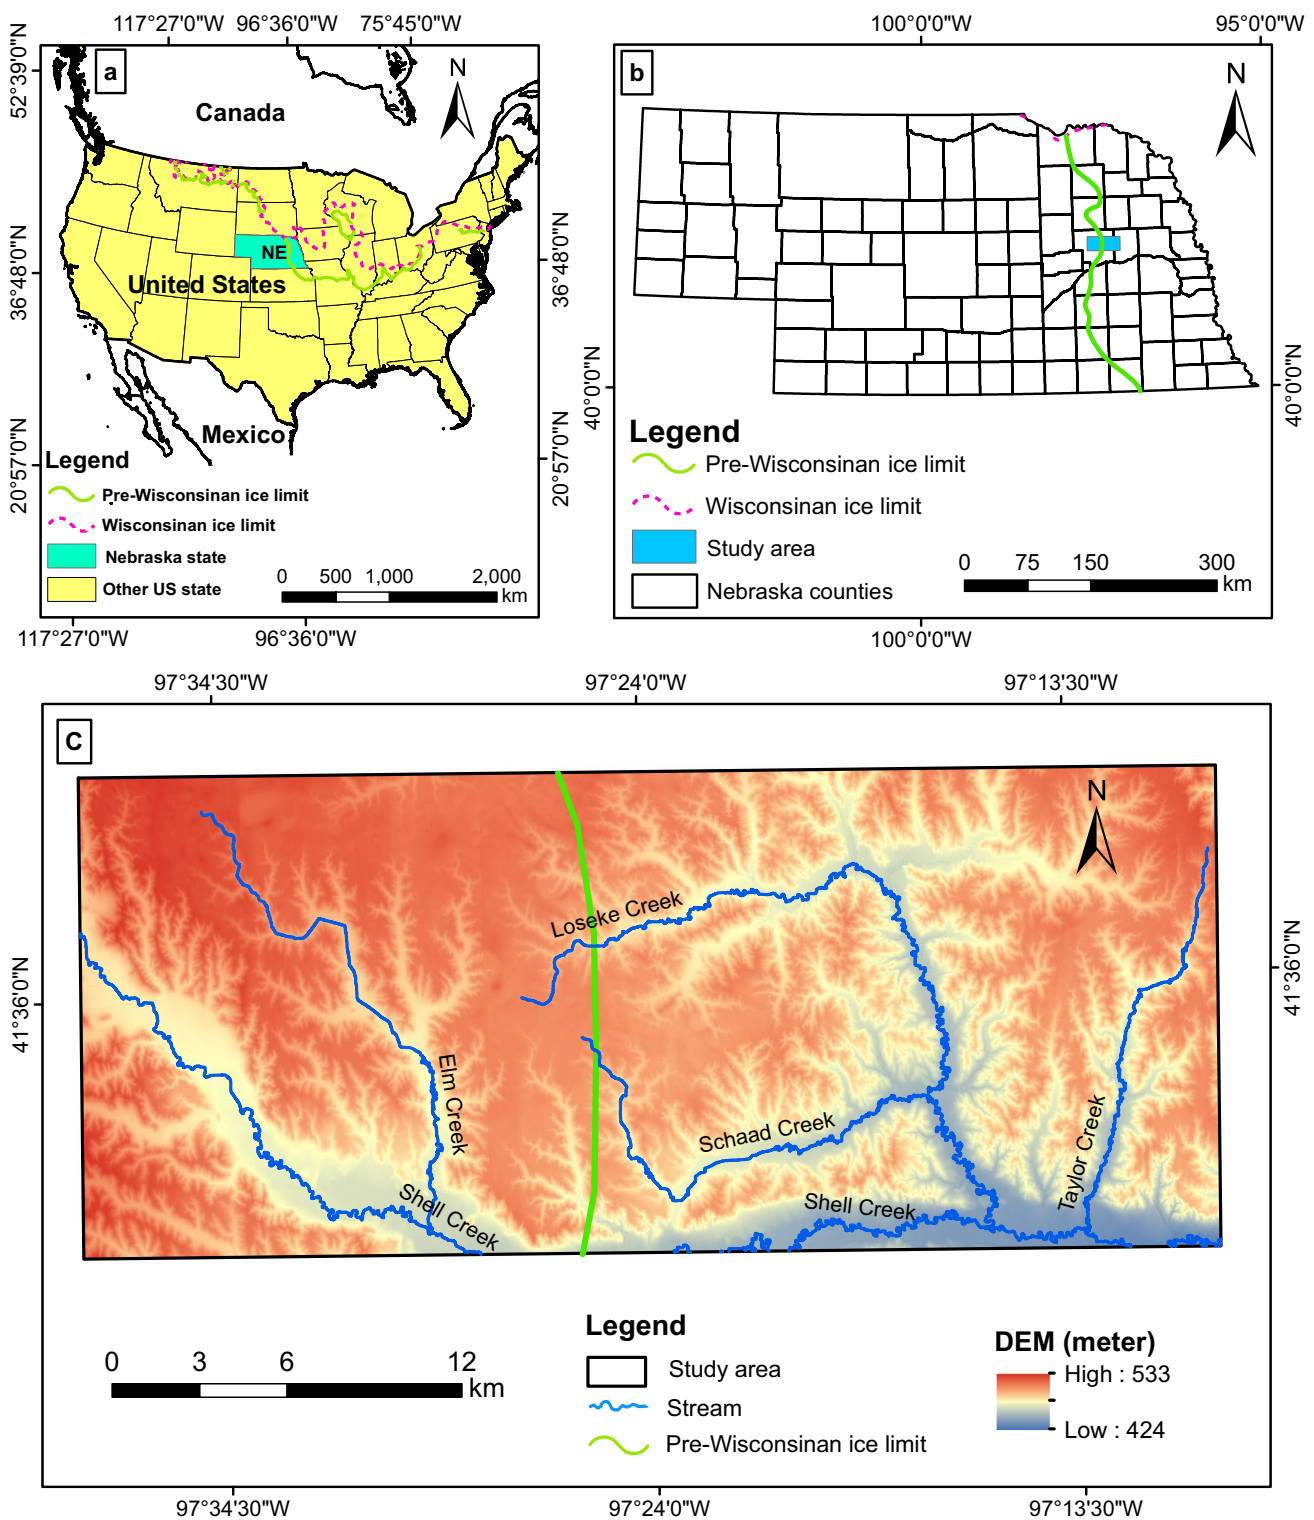 117°27'0"W 96°36'0"W 75°45'0"W
52°39'0"N
36°48'0"N
20°57'0"N
a
N
Canada
NE
United States
Mexico
Legend
Pre-Wisconsinan ice limit
Wisconsinan ice limit
Nebraska state
Other US state
0 500 1,000 2,000
km
36°48'0"N
20°57'0"N
117°27'0"W 96°36'0"W
100°0'0"W 95°0'0"W
b
N
40°0'0"N
40°0'0"N
Legend
Pre-Wisconsinan ice limit
Wisconsinan ice limit
Study area
Nebraska counties
0 75 150 300
km
100°0'0"W
97°34'30"W 97°24'0"W 97°13'30"W
C
N
41°36'0"N
41°36'0"N
Loseke Creek
Elm Creek
Schaad Creek
Taylor Creek
Shell Creek
Shell Creek
0 3 6 12
km
Legend
Study area
Stream
Pre-Wisconsinan ice limit
DEM (meter)
High : 533
Low : 424
97°34'30"W 97°24'0"W 97°13'30"W